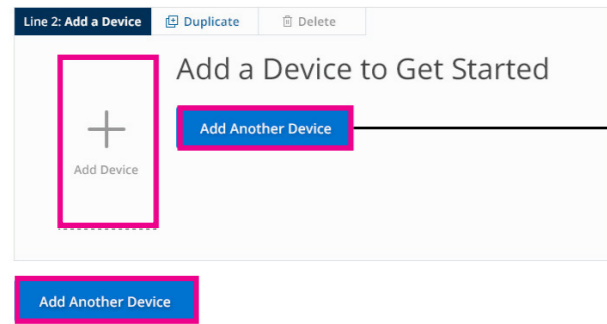 Line 2: Add a Device Duplicate Delete
Add a Device to Get Started
Add Another Device
Add Device
Add Another Device